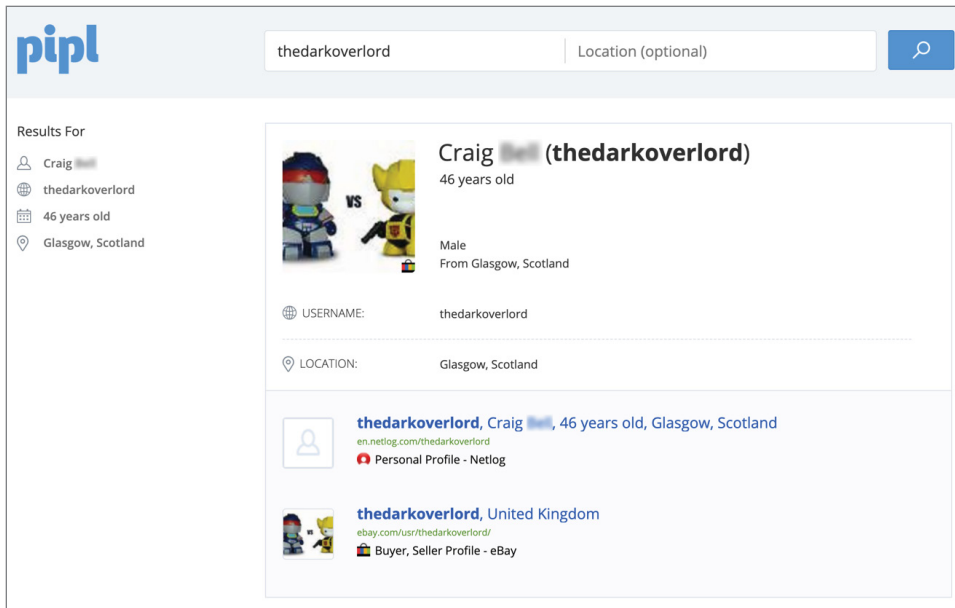 pipl
thedarkoverlord
Location (optional)
Results For
Craig
thedarkoverlord
46 years old
Glasgow, Scotland
Craig (thedarkoverlord)
46 years old
VS
Male
From Glasgow, Scotland
USERNAME: thedarkoverlord
LOCATION: Glasgow, Scotland
thedarkoverlord, Craig , 46 years old, Glasgow, Scotland
en.netlog.com/thedarkoverlord
Personal Profile - Netlog
thedarkoverlord, United Kingdom
ebay.com/usr/thedarkoverlord/
Buyer, Seller Profile - eBay